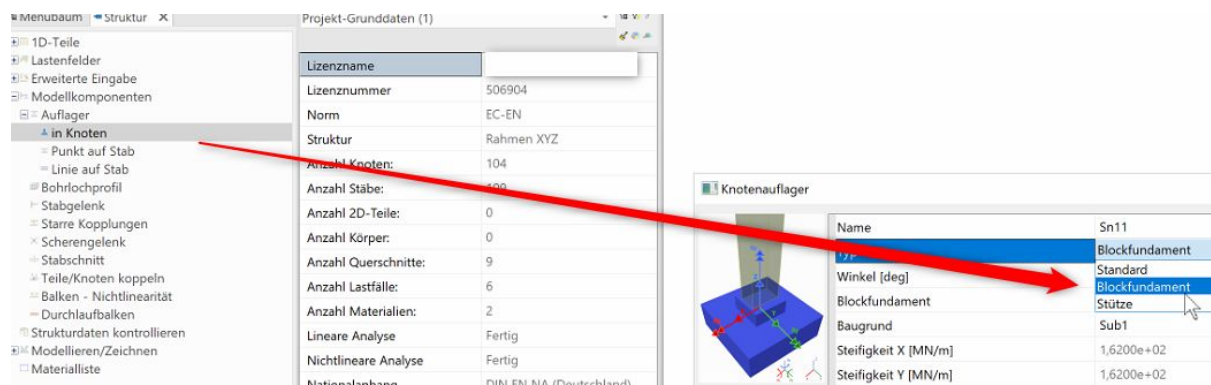 Menübaum Struktur X
1D-Teile
Lastenfelder
Erweiterte Eingabe
Modellkomponenten
Auflager
in Knoten
Punkt auf Stab
Linie auf Stab
Bohrlochprofil
Stabgelenk
Starre Kopplungen
Scherengelenk
Stabschnitt
Teile/Knoten koppeln
Balken - Nichtlinearität
Durchlaufbalken
Strukturdaten kontrollieren
Modellieren/Zeichnen
Materialliste
Projekt-Grunddaten (1)
Lizenzname
Lizenznummer 506904
Norm EC-EN
Struktur Rahmen XYZ
Anzahl Knoten: 104
Anzahl Stäbe:
Anzahl 2D-Teile: 0
Anzahl Körper: 0
Anzahl Querschnitte: 9
Anzahl Lastfälle: 6
Anzahl Materialien: 2
Lineare Analyse Fertig
Nichtlineare Analyse Fertig
Nationalanhang DIN EN NA (Deutschland)
Knotenauflager
Name Sn11
Typ Blockfundament
Standard
Winkel [deg]
Blockfundament
Blockfundament
Stütze
Baugrund Sub1
Steifigkeit X [MN/m] 1,6200e+02
Steifigkeit Y [MN/m] 1,6200e+02